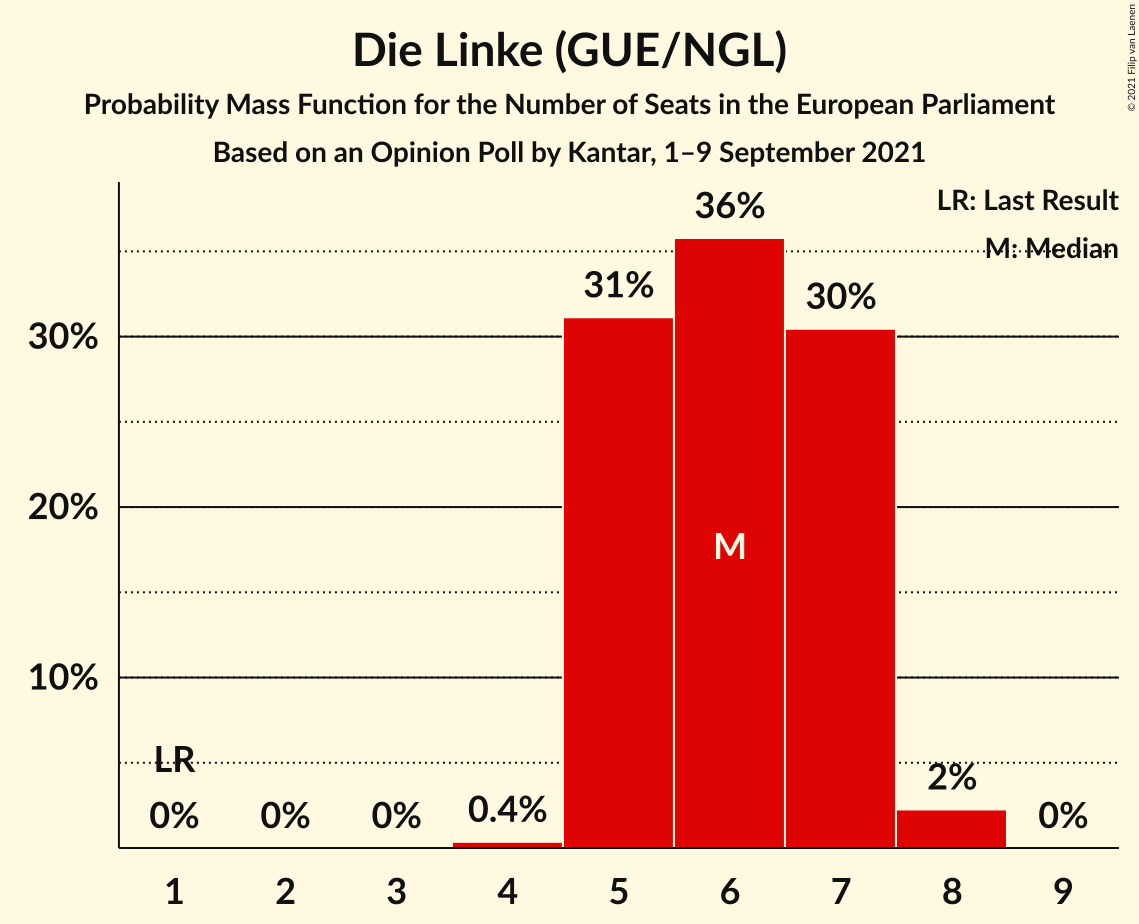 Die Linke (GUE/NGL)
Probability Mass Function for the Number of Seats in the European Parliament
Based on an Opinion Poll by Kantar, 1–9 September 2021
© 2021 Filip van Laenen
LR: Last Result
M: Median
36%
31%
30%
30%
20%
M
10%
LR
0%
0%
0%
0.4%
2%
0%
1 2 3 4 5 6 7 8 9